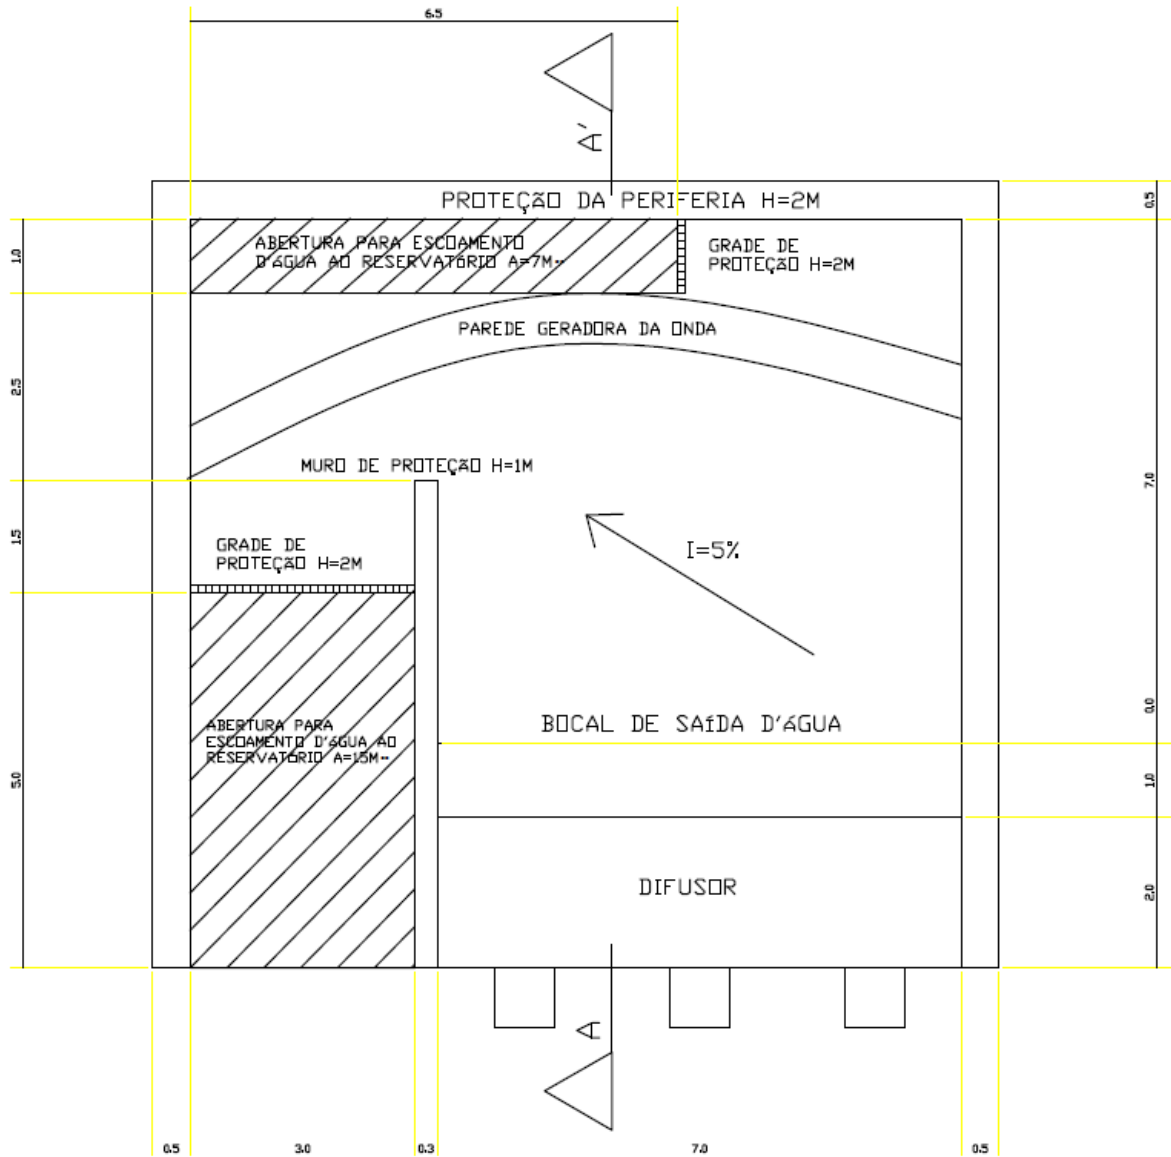 6.5
A'
PROTEÇÃO DA PERIFERIA H=2M
0.5
ABERTURA PARA ESCOAMENTO
D'ÁGUA AO RESERVATÓRIO A=7M²
GRADE DE
PROTEÇÃO H=2M
1.0
PAREDE GERADORA DA ONDA
2.5
MURO DE PROTEÇÃO H=1M
7.0
1.5
GRADE DE
PROTEÇÃO H=2M
I=5%
0.0
BOCAL DE SAÍDA D'ÁGUA
ABERTURA PARA
ESCOAMENTO D'ÁGUA AO
RESERVATÓRIO A=15M²
5.0
1.0
DIFUSOR
2.0
A
0.5
3.0
0.3
7.0
0.5